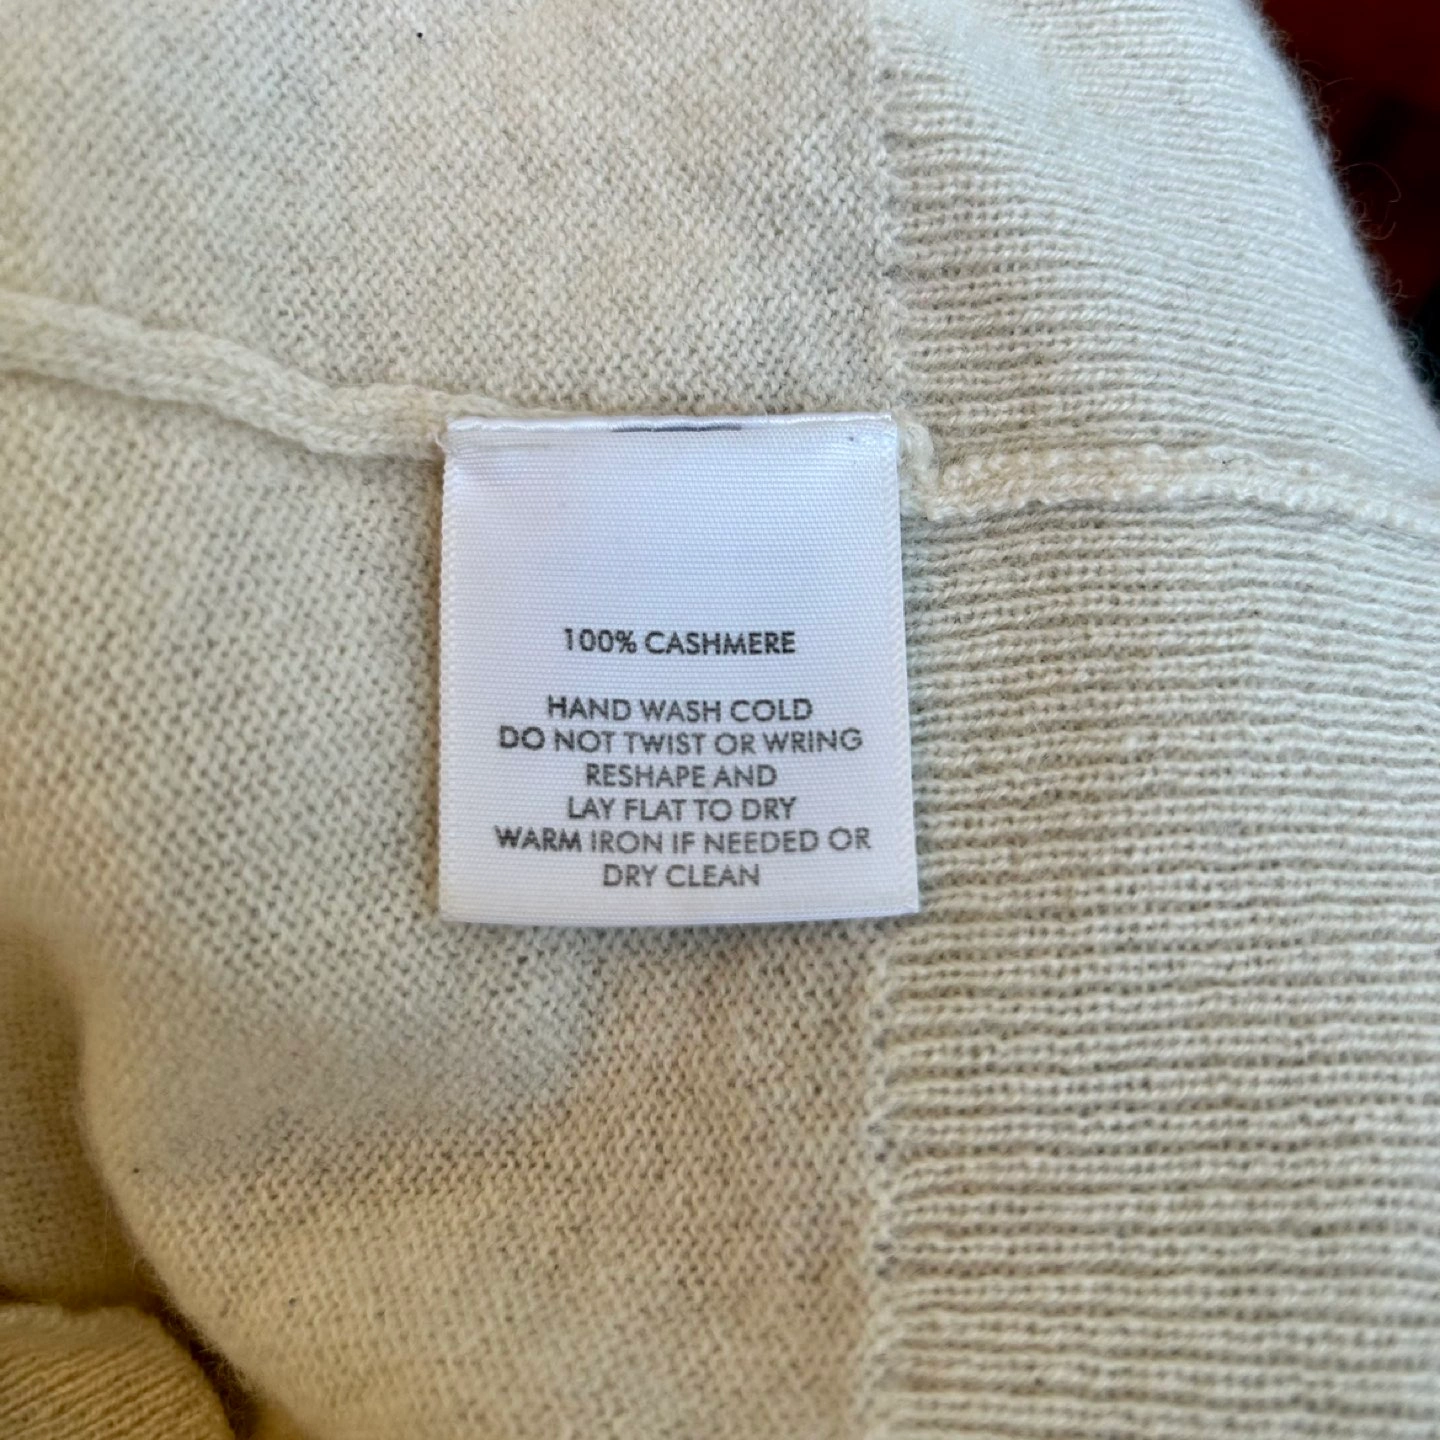 100% CASHMERE
HAND WASH COLD
DO NOT TWIST OR WRING
RESHAPE AND
LAY FLAT TO DRY
WARM IRON IF NEEDED OR
DRY CLEAN